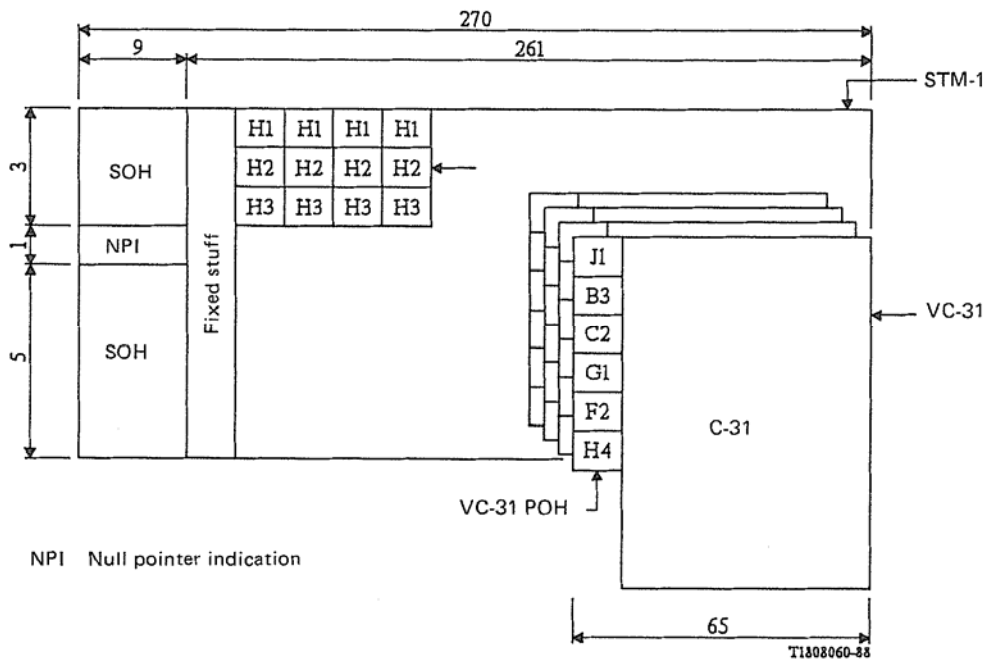 270
9
261
STM-1
H1 H1 H1 H1
3
SOH
H2 H2 H2 H2
H3 H3 H3 H3
1
NPI
Fixed stuff
J1
B3
VC-31
5
SOH
C2
G1
F2
C-31
H4
VC-31 POH
NPI Null pointer indication
65
T1808060-88